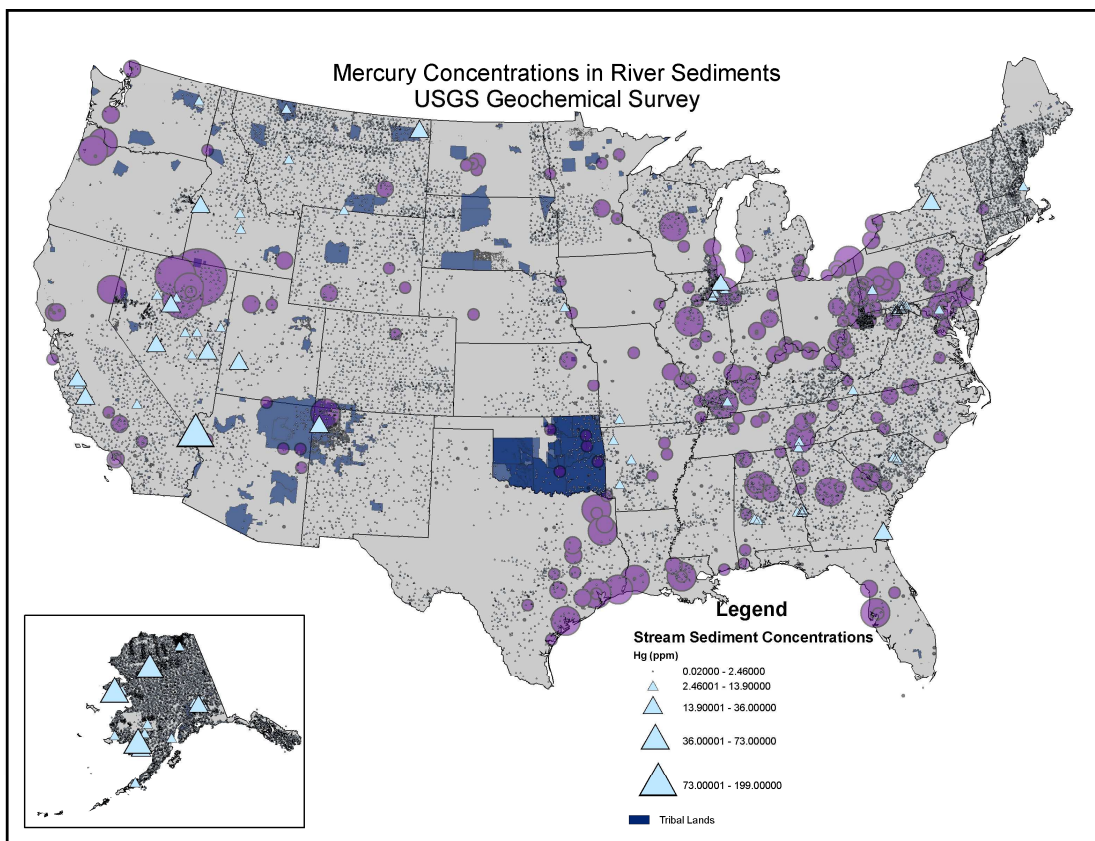 Mercury Concentrations in River Sediments
USGS Geochemical Survey
Legend
Stream Sediment Concentrations
Hg (ppm)
0.02000 - 2.46000
2.46001 - 13.90000
13.90001 - 36.00000
36.00001 - 73.00000
73.00001 - 199.00000
Tribal Lands